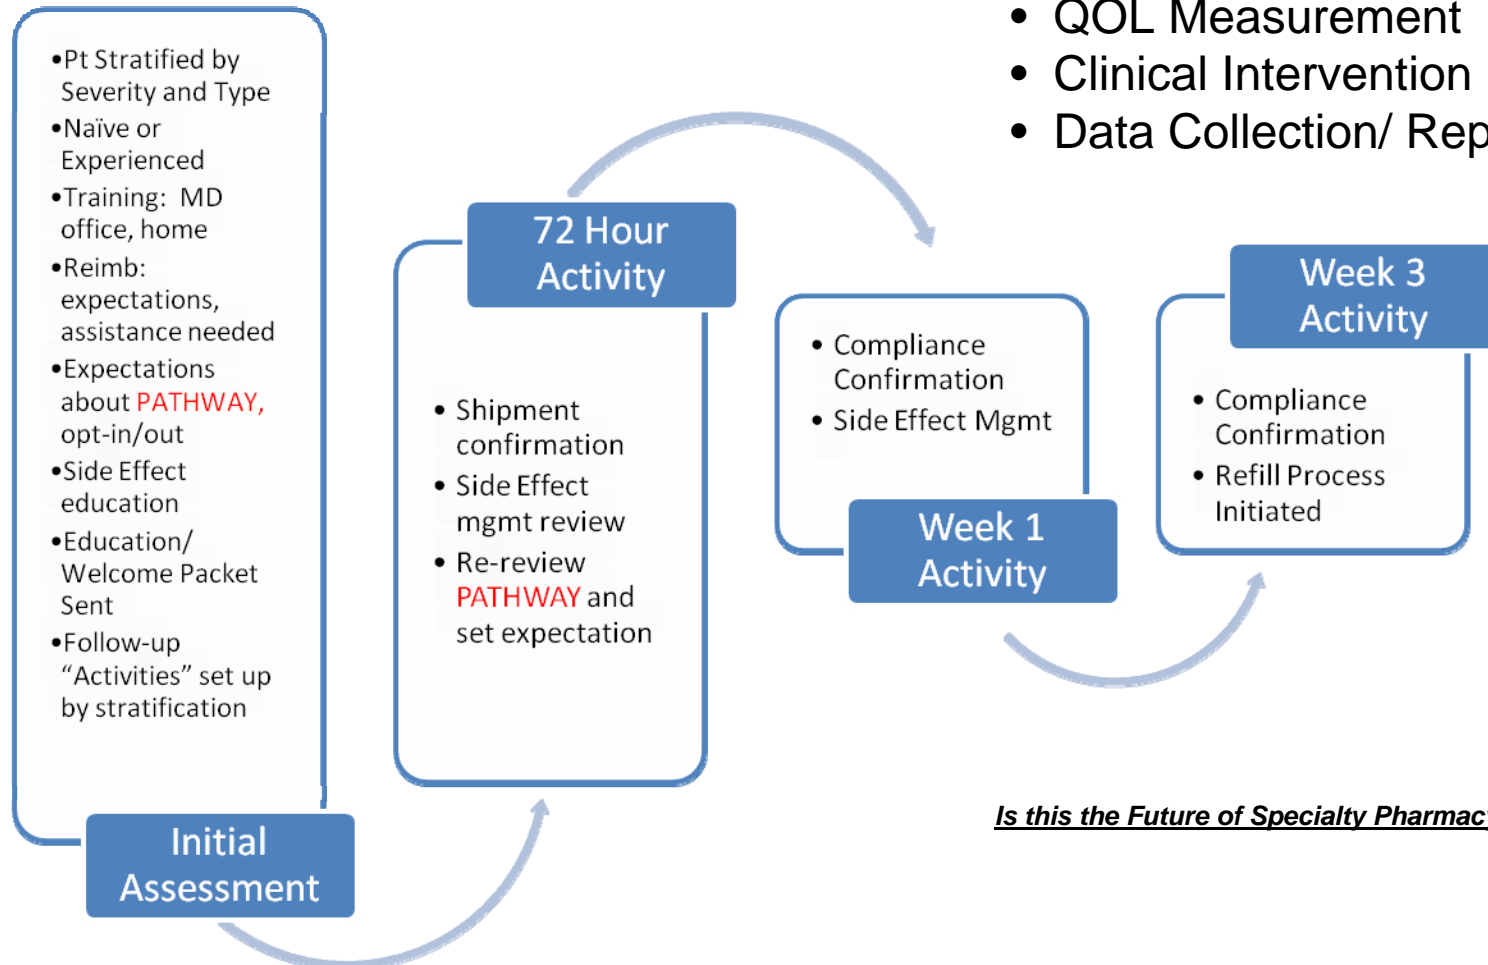 • QOL Measurement
• Clinical Intervention
• Data Collection/ Rep
•Pt Stratified by
Severity and Type
•Naïve or
Experienced
•Training: MD
office, home
•Reimb:
expectations,
assistance needed
•Expectations
about PATHWAY,
opt-in/out
•Side Effect
education
•Education/
Welcome Packet
Sent
•Follow-up
“Activities” set up
by stratification
Initial
Assessment
72 Hour
Activity
• Shipment
confirmation
• Side Effect
mgmt review
• Re-review
PATHWAY and
set expectation
• Compliance
Confirmation
• Side Effect Mgmt
Week 1
Activity
Week 3
Activity
• Compliance
Confirmation
• Refill Process
Initiated
Is this the Future of Specialty Pharmacy